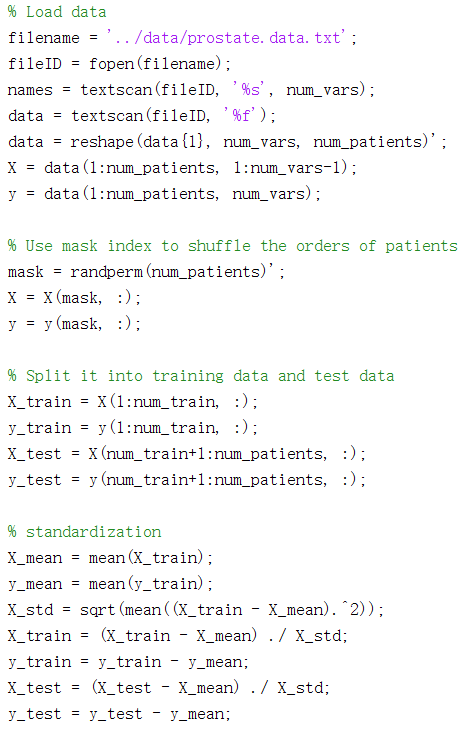 % Load data
filename = '../data/prostate.data.txt';
fileID = fopen(filename);
names = textscan(fileID, '%s', num_vars);
data = textscan(fileID, '%f');
data = reshape(data{1}, num_vars, num_patients)';
X = data(1:num_patients, 1:num_vars-1);
y = data(1:num_patients, num_vars);

% Use mask index to shuffle the orders of patients
mask = randperm(num_patients)';
X = X(mask, :);
y = y(mask, :);

% Split it into training data and test data
X_train = X(1:num_train, :);
y_train = y(1:num_train, :);
X_test = X(num_train+1:num_patients, :);
y_test = y(num_train+1:num_patients, :);

% standardization
X_mean = mean(X_train);
y_mean = mean(y_train);
X_std = sqrt(mean((X_train - X_mean).^2));
X_train = (X_train - X_mean) ./ X_std;
y_train = y_train - y_mean;
X_test = (X_test - X_mean) ./ X_std;
y_test = y_test - y_mean;